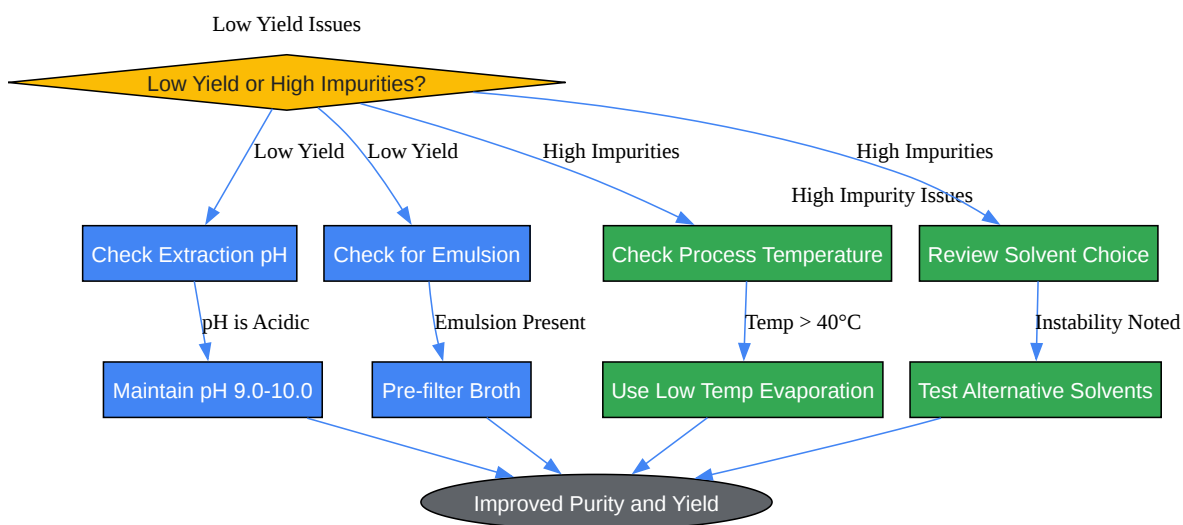 Low Yield Issues
Low Yield or High Impurities?
Low Yield
Low Yield
High Impurities
High Impurities
High Impurity Issues
Check Extraction pH
Check for Emulsion
Check Process Temperature
Review Solvent Choice
pH is Acidic
Emulsion Present
Temp > 40°C
Instability Noted
Maintain pH 9.0-10.0
Pre-filter Broth
Use Low Temp Evaporation
Test Alternative Solvents
Improved Purity and Yield